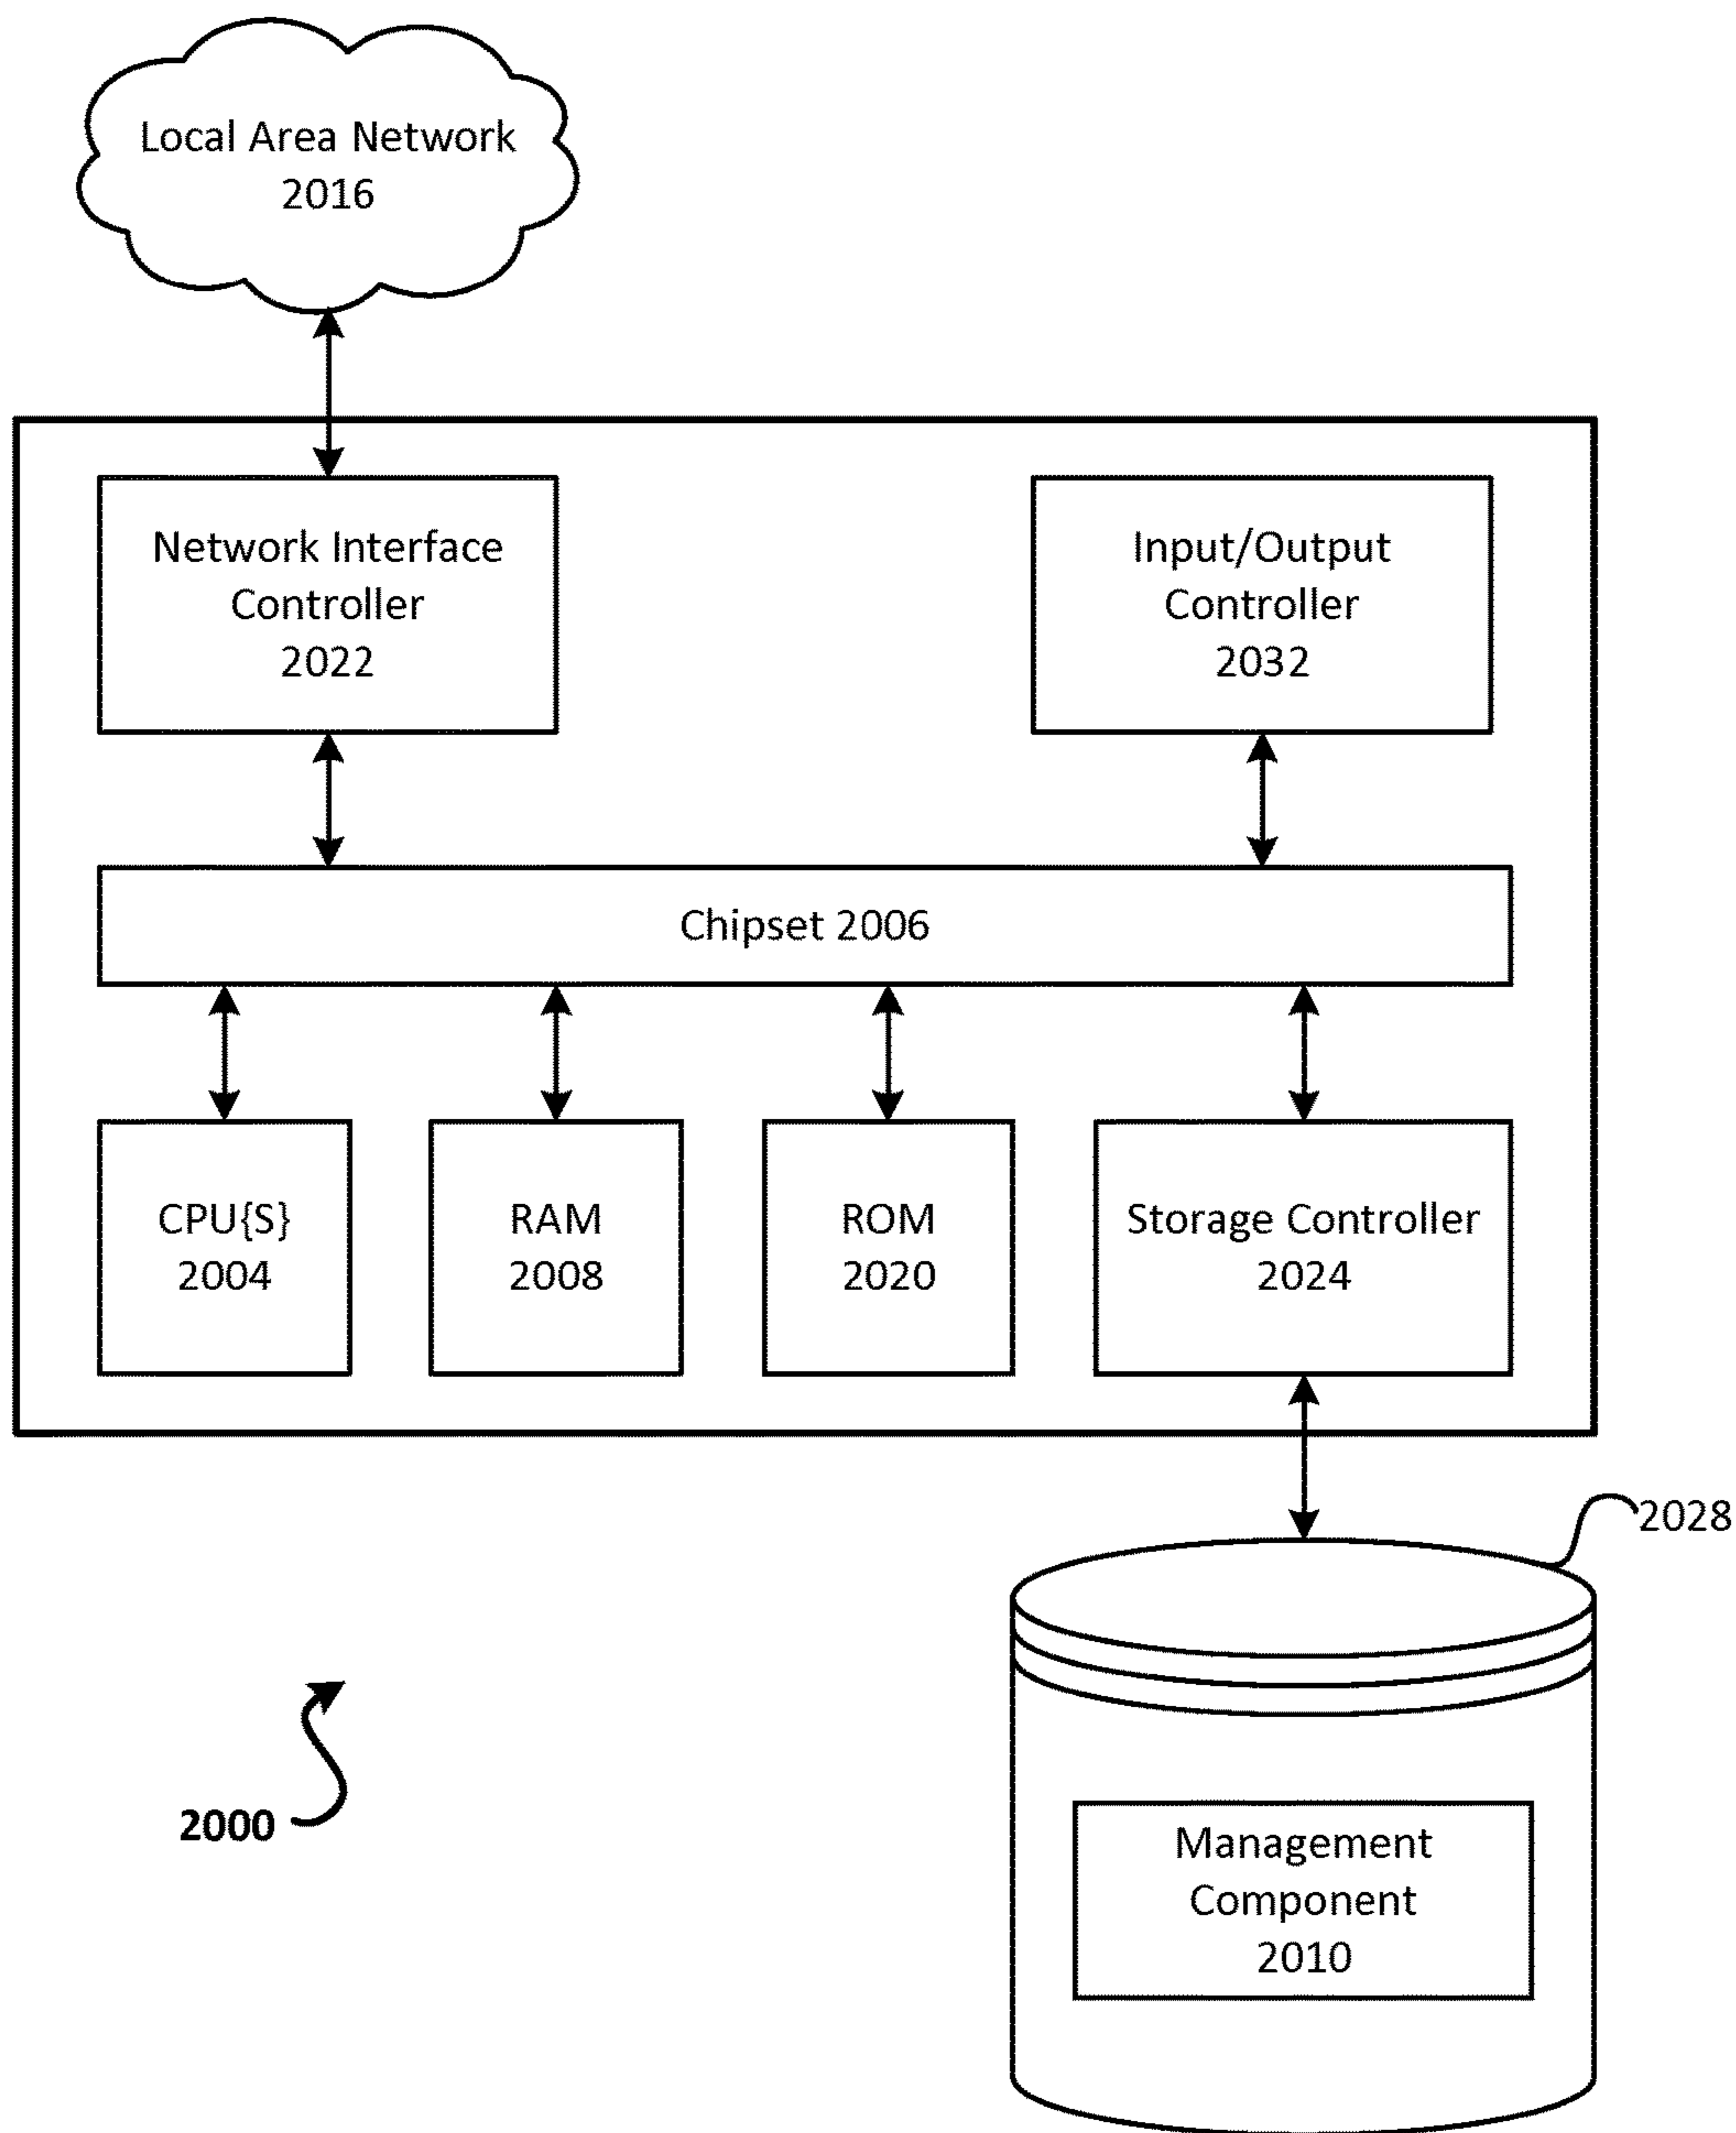 Local Area Network
2016
Network Interface
Controller
2022
Input/Output
Controller
2032
Chipset 2006
CPU{S}
2004
RAM
2008
ROM
2020
Storage Controller
2024
2028
2000
Management
Component
2010